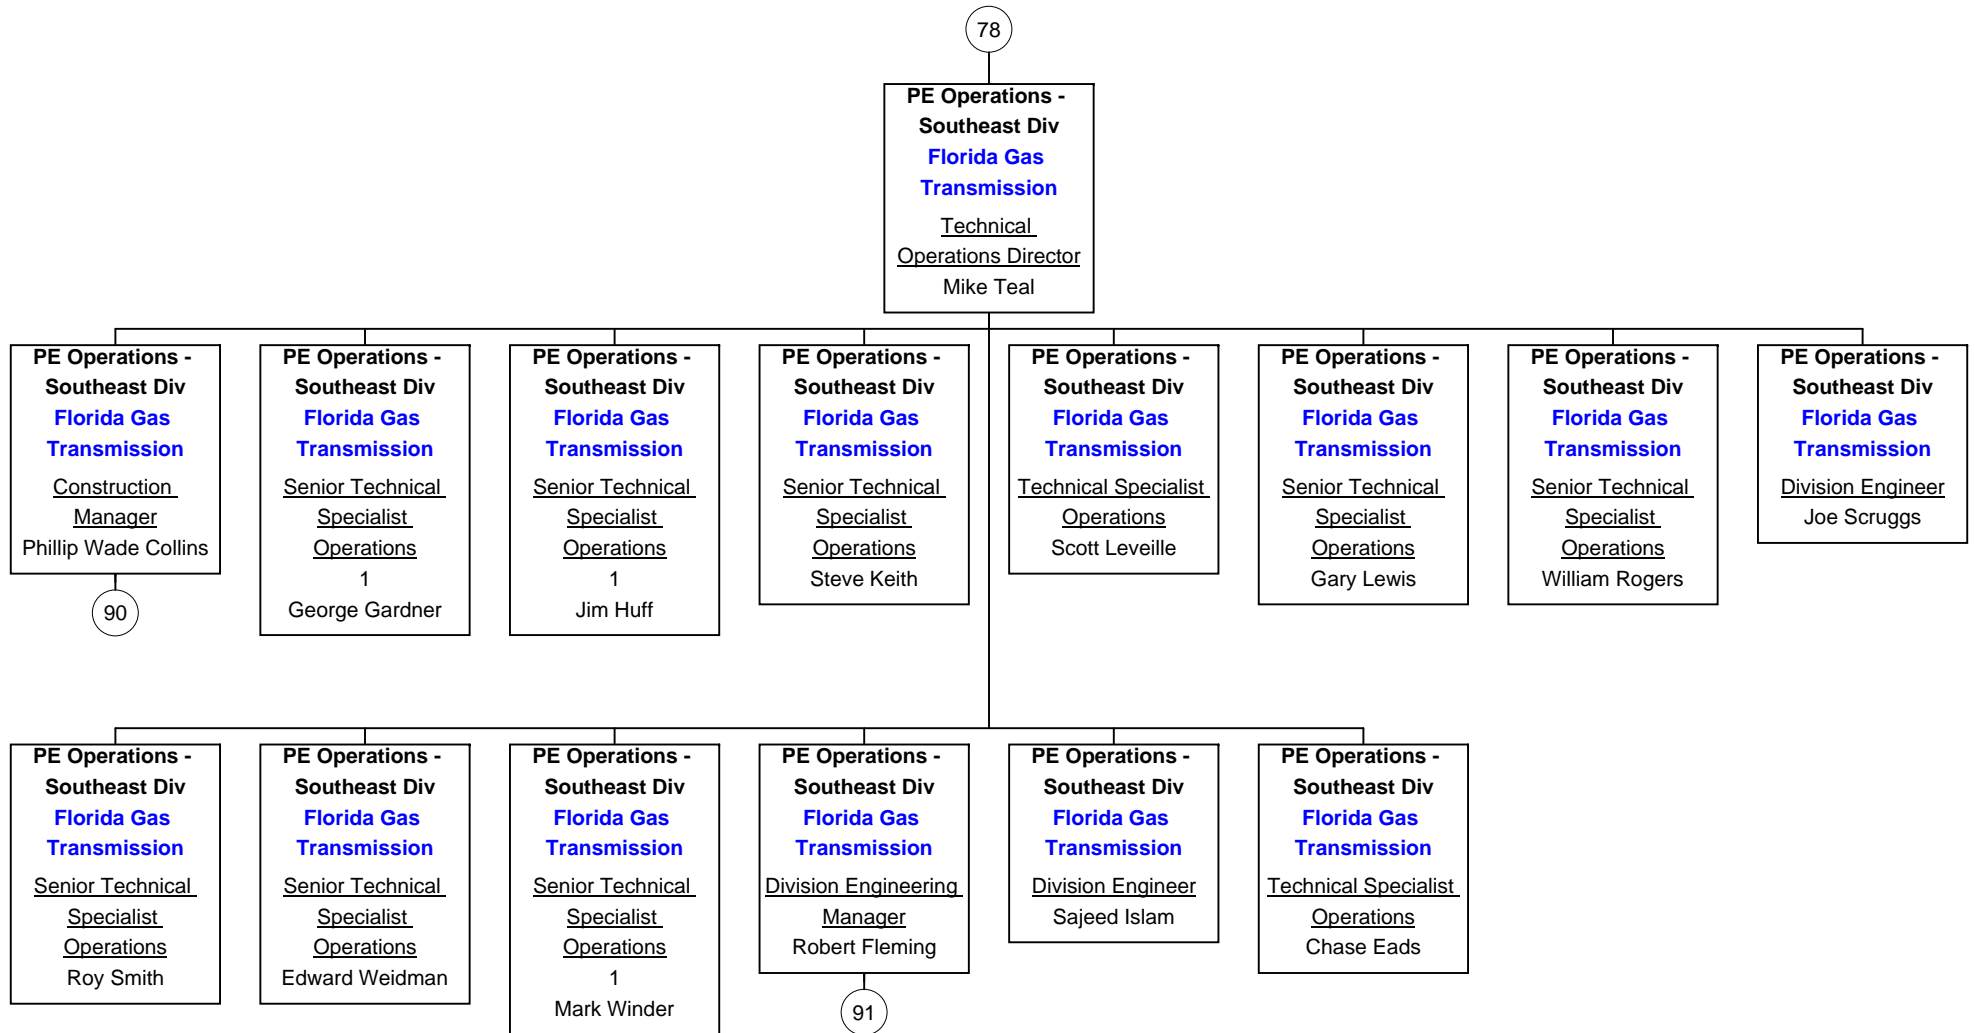 78
PE Operations -
Southeast Div
Florida Gas
Transmission
Technical
Operations Director
Mike Teal
PE Operations -
Southeast Div
Florida Gas
Transmission
Construction
Manager
Phillip Wade Collins
90
PE Operations -
Southeast Div
Florida Gas
Transmission
Senior Technical
Specialist
Operations
1
George Gardner
PE Operations -
Southeast Div
Florida Gas
Transmission
Senior Technical
Specialist
Operations
1
Jim Huff
PE Operations -
Southeast Div
Florida Gas
Transmission
Senior Technical
Specialist
Operations
Steve Keith
PE Operations -
Southeast Div
Florida Gas
Transmission
Technical Specialist
Operations
Scott Leveille
PE Operations -
Southeast Div
Florida Gas
Transmission
Senior Technical
Specialist
Operations
Gary Lewis
PE Operations -
Southeast Div
Florida Gas
Transmission
Senior Technical
Specialist
Operations
William Rogers
PE Operations -
Southeast Div
Florida Gas
Transmission
Division Engineer
Joe Scruggs
PE Operations -
Southeast Div
Florida Gas
Transmission
Senior Technical
Specialist
Operations
Roy Smith
PE Operations -
Southeast Div
Florida Gas
Transmission
Senior Technical
Specialist
Operations
Edward Weidman
PE Operations -
Southeast Div
Florida Gas
Transmission
Senior Technical
Specialist
Operations
1
Mark Winder
PE Operations -
Southeast Div
Florida Gas
Transmission
Division Engineering
Manager
Robert Fleming
91
PE Operations -
Southeast Div
Florida Gas
Transmission
Division Engineer
Sajeed Islam
PE Operations -
Southeast Div
Florida Gas
Transmission
Technical Specialist
Operations
Chase Eads